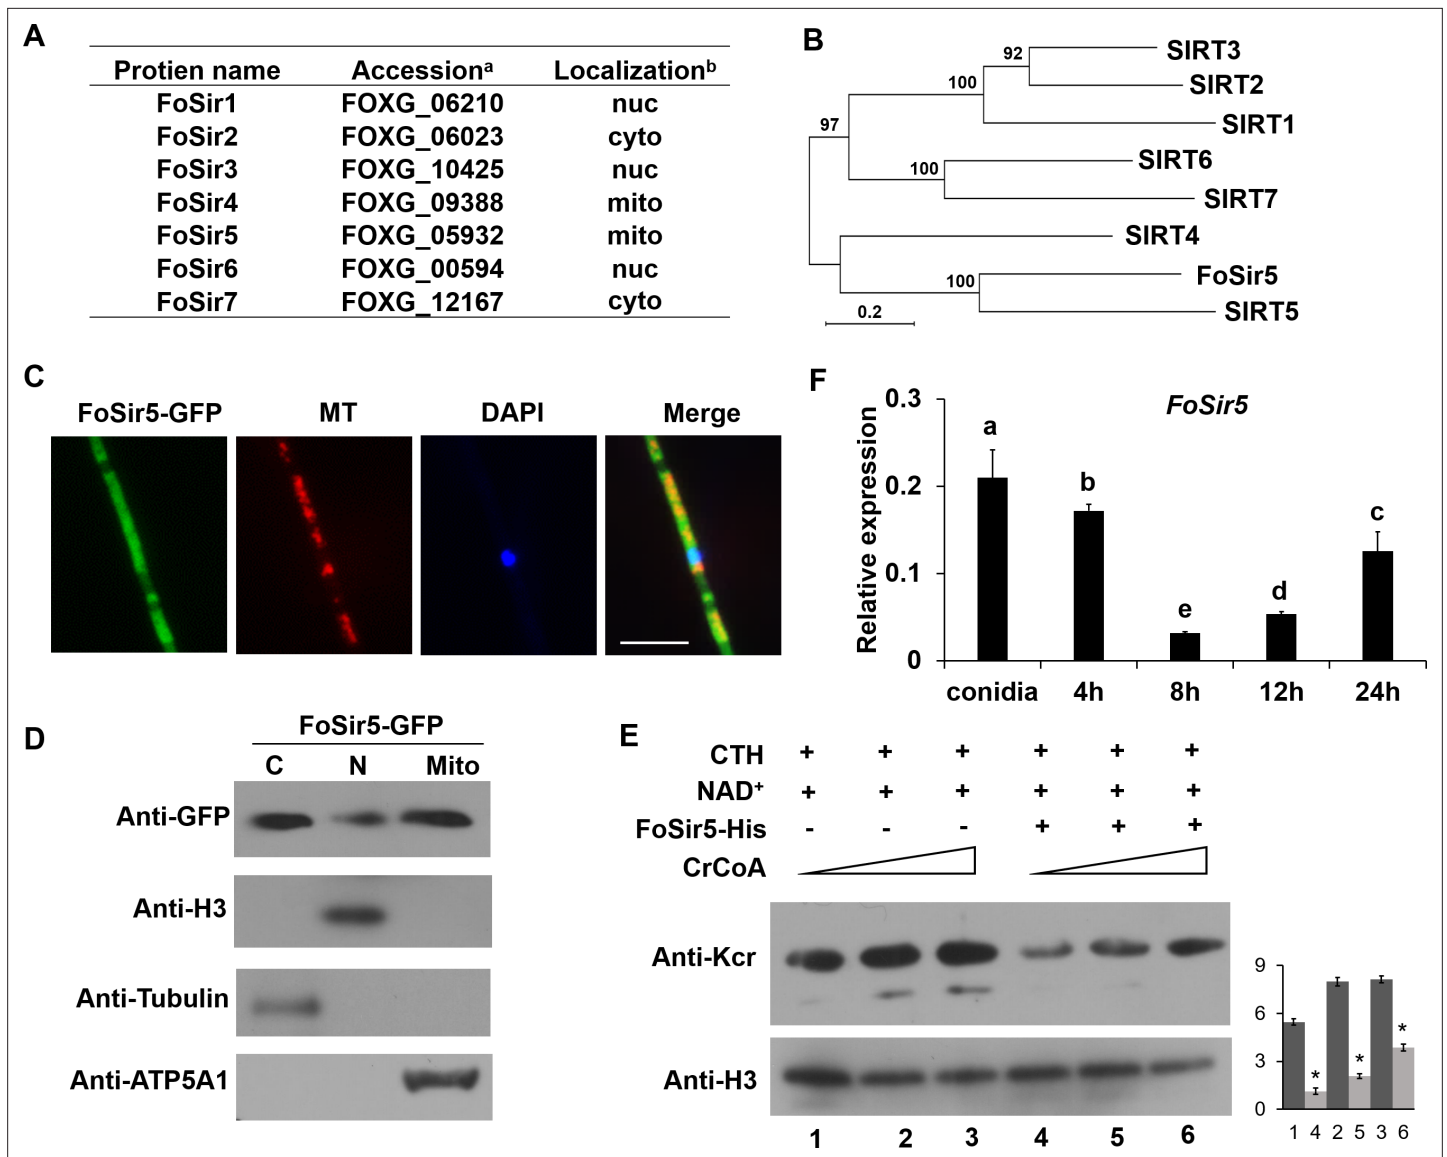 A
Protien name Accessionᵃ Localizationᵇ
FoSir1 FOXG_06210 nuc
FoSir2 FOXG_06023 cyto
FoSir3 FOXG_10425 nuc
FoSir4 FOXG_09388 mito
FoSir5 FOXG_05932 mito
FoSir6 FOXG_00594 nuc
FoSir7 FOXG_12167 cyto
B
92 SIRT3
100 SIRT2
SIRT1
97
SIRT6
100
SIRT7
SIRT4
FoSir5
100
SIRT5
0.2
C
FoSir5-GFP MT DAPI Merge
F
FoSir5
Relative expression
0.3
0.2
0.1
0
a b e d c
conidia 4h 8h 12h 24h
D
FoSir5-GFP
C N Mito
Anti-GFP
Anti-H3
Anti-Tubulin
Anti-ATP5A1
E
CTH + + + + + +
NAD⁺ + + + + + +
FoSir5-His - - - + + +
CrCoA
Anti-Kcr
Anti-H3
1 2 3 4 5 6
9
6
3
0
* * *
1 4 2 5 3 6